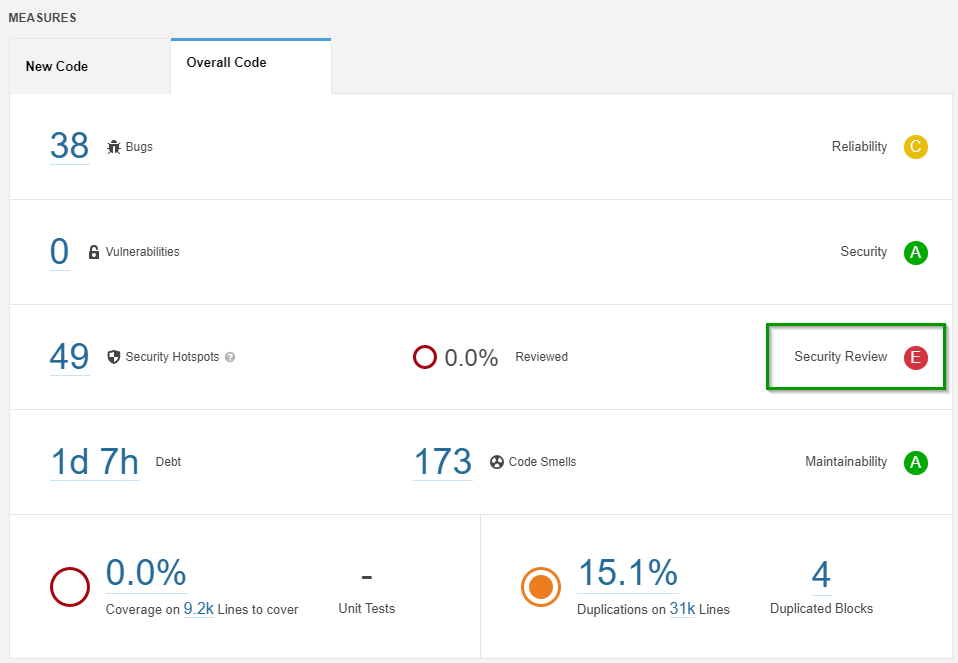 MEASURES
New Code
Overall Code
38 Bugs Reliability C
0 Vulnerabilities Security A
49 Security Hotspots ? 0.0% Reviewed Security Review E
1d 7h Debt 173 Code Smells Maintainability A
0.0% - 15.1% 4
Coverage on 9.2k Lines to cover Unit Tests Duplications on 31k Lines Duplicated Blocks